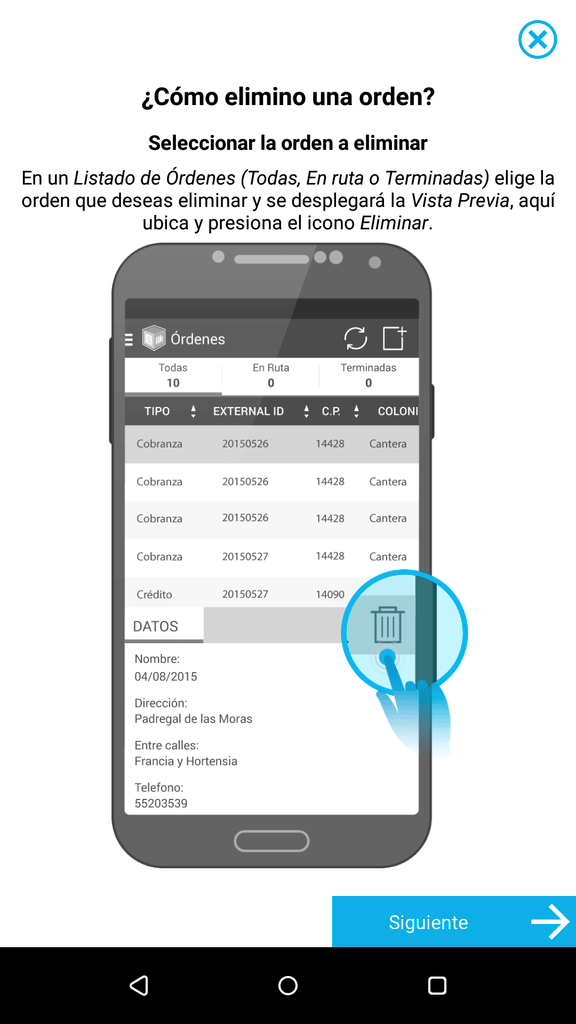 ¿Cómo elimino una orden?
Seleccionar la orden a eliminar
En un Listado de Órdenes (Todas, En ruta o Terminadas) elige la
orden que deseas eliminar y se desplegará la Vista Previa, aquí
ubica y presiona el icono Eliminar.
Órdenes
Todas En Ruta Terminadas
10 0 0
TIPO EXTERNAL ID C.P. COLONI
Cobranza 20150526 14428 Cantera
Cobranza 20150526 14428 Cantera
Cobranza 20150526 14428 Cantera
Cobranza 20150527 14428 Cantera
Crédito 20150527 14090
DATOS
Nombre:
04/08/2015
Dirección:
Padregal de las Moras
Entre calles:
Francia y Hortensia
Telefono:
55203539
Siguiente